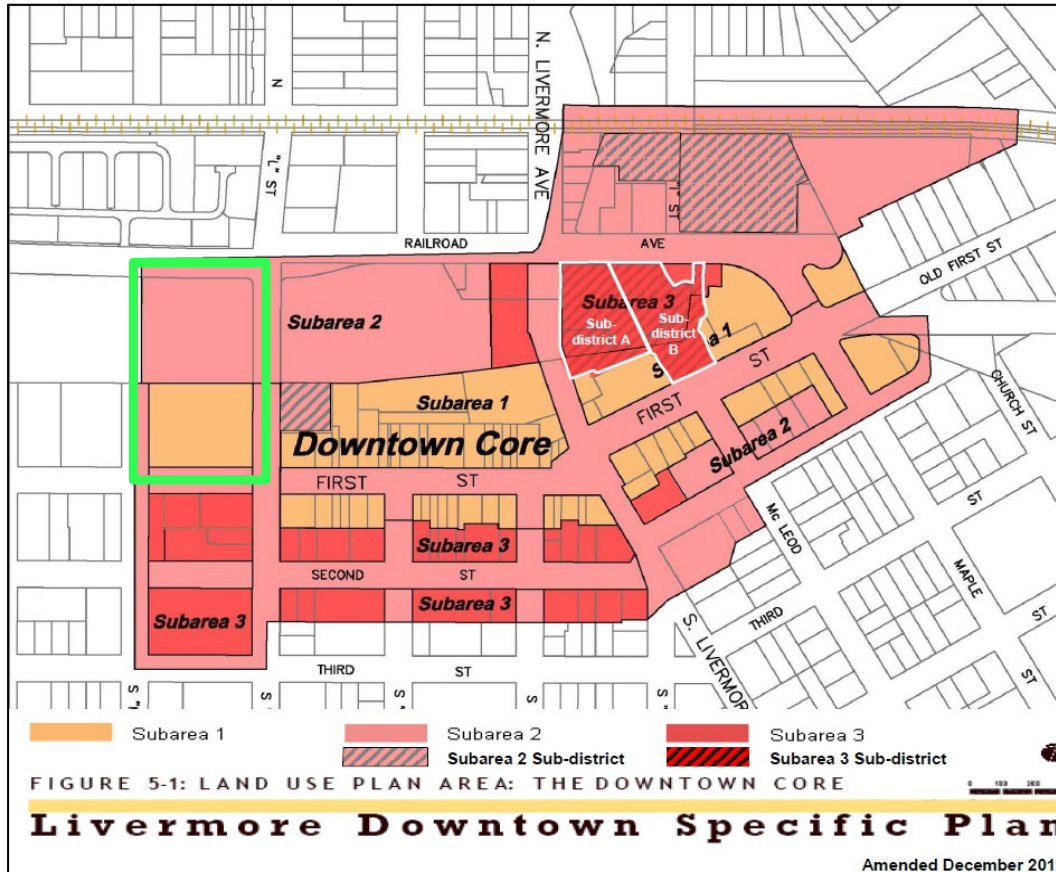 N
N. LIVERMORE AVE
"L" ST
"I" ST
RAILROAD
AVE
OLD FIRST ST
Subarea 2
Subarea 3
Sub-
district A
Sub-
district
B
a 1
S
Subarea 1
FIRST
ST
CHURCH ST
Downtown Core
Subarea 2
FIRST
ST
Mc LEOD
ST
Subarea 3
SECOND
ST
MAPLE
ST
Subarea 3
Subarea 3
S. LIVERMORE
THIRD
ST
THIRD
ST
S
S
S
S
S
Subarea 1
Subarea 2
Subarea 3
Subarea 2 Sub-district
Subarea 3 Sub-district
FIGURE 5-1: LAND USE PLAN AREA: THE DOWNTOWN CORE
0 100 200
Livermore Downtown Specific Plan
Amended December 201